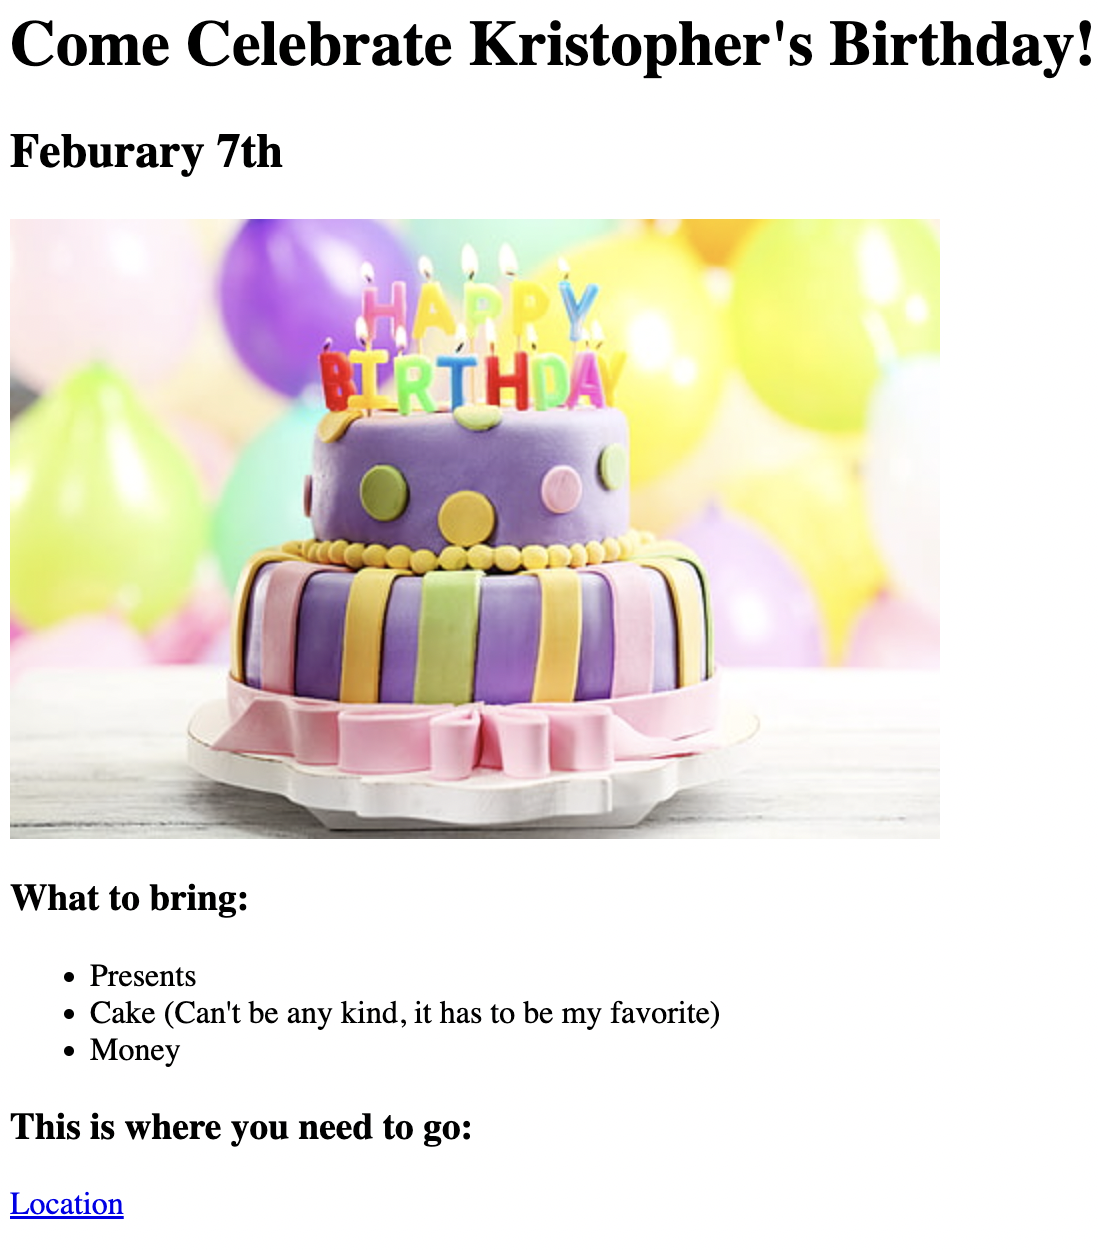 Come Celebrate Kristopher's Birthday!
Feburary 7th
HAPPY
BIRTHDAY
What to bring:
Presents
Cake (Can't be any kind, it has to be my favorite)
Money
This is where you need to go:
Location